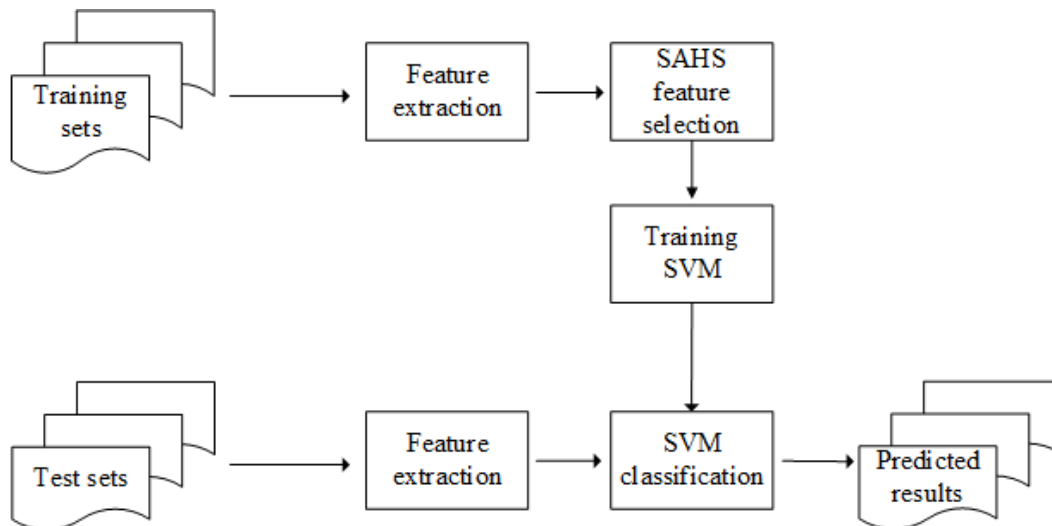 Training
sets
Feature
extraction
SAHS
feature
selection
Training
SVM
Test sets
Feature
extraction
SVM
classification
Predicted
results